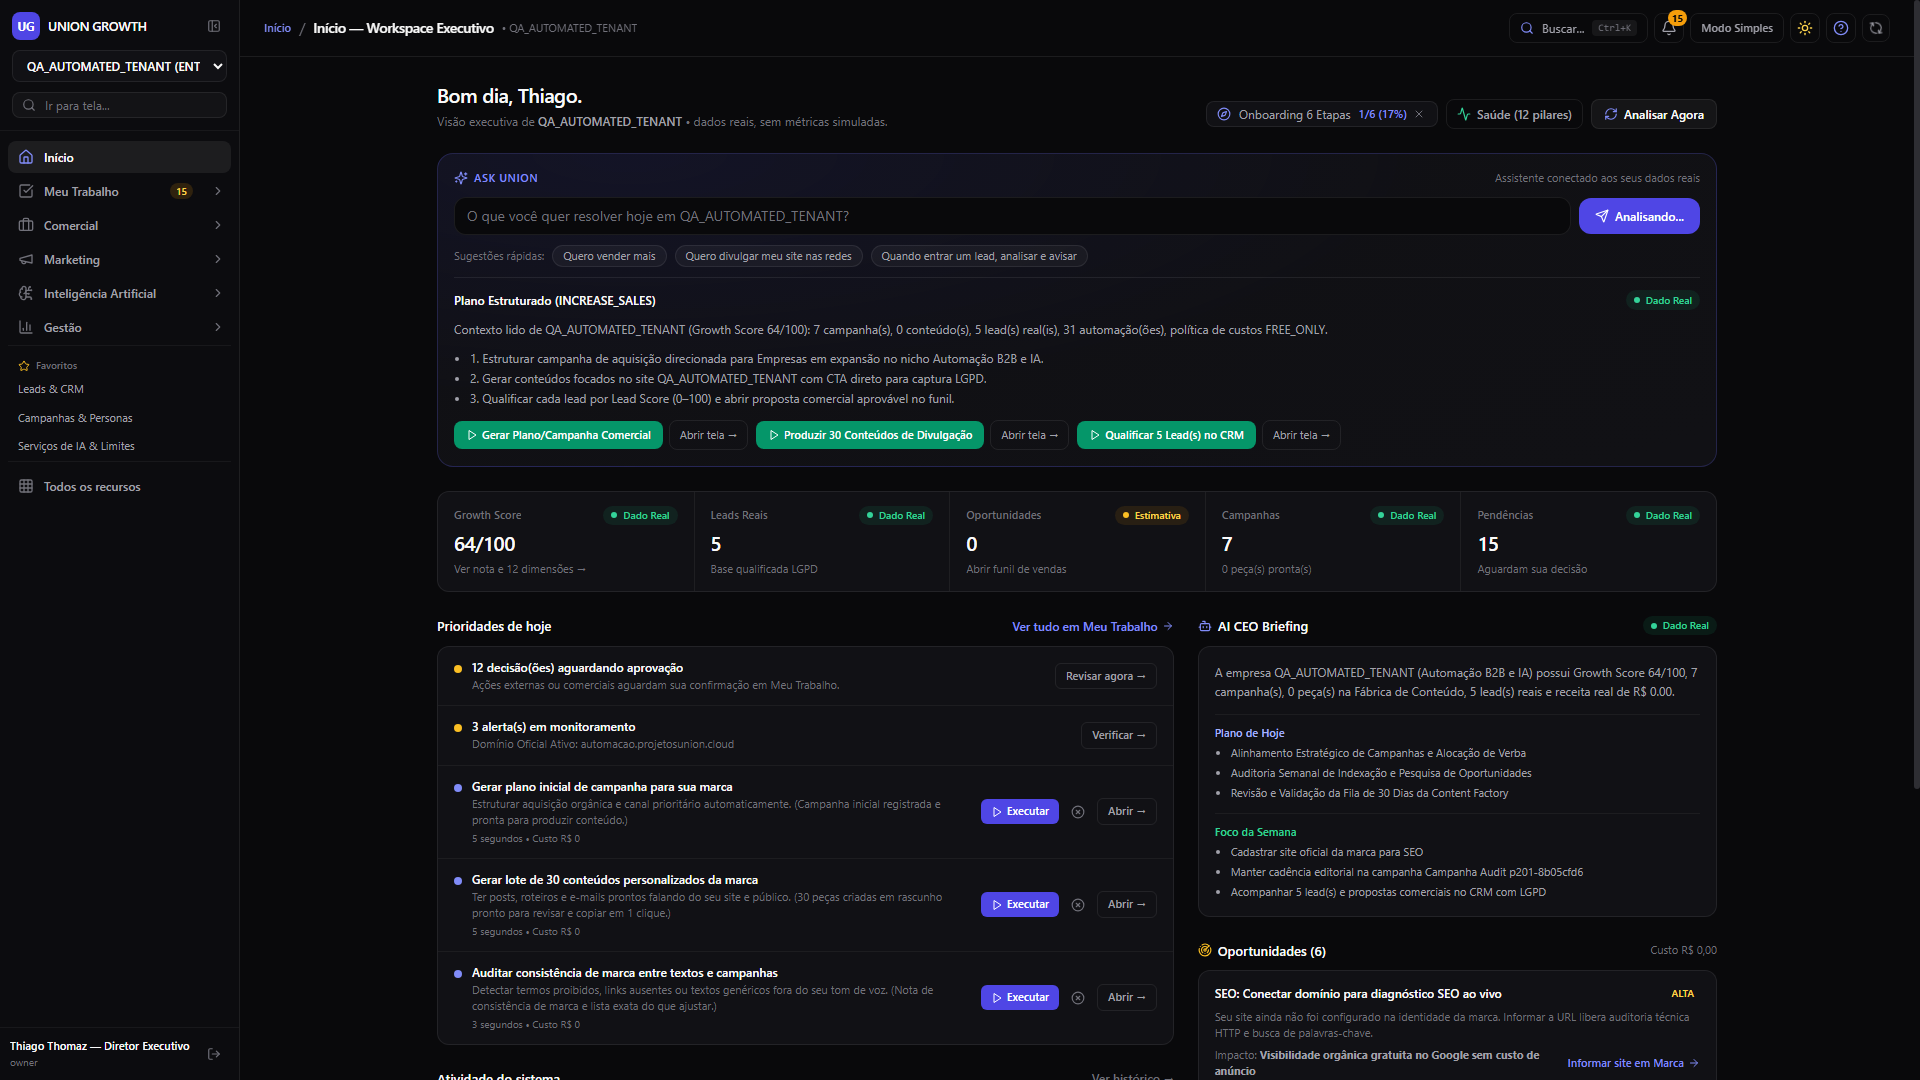 UG UNION GROWTH
QA_AUTOMATED_TENANT (ENT
Ir para tela...
Início
Meu Trabalho 15
Comercial
Marketing
Inteligência Artificial
Gestão
Favoritos
Leads & CRM
Campanhas & Personas
Serviços de IA & Limites
Todos os recursos
Thiago Thomaz — Diretor Executivo
owner
Início / Início — Workspace Executivo • QA_AUTOMATED_TENANT
Buscar... Ctrl+K
15
Modo Simples
Bom dia, Thiago.
Visão executiva de QA_AUTOMATED_TENANT • dados reais, sem métricas simuladas.
Onboarding 6 Etapas 1/6 (17%)
Saúde (12 pilares)
Analisar Agora
ASK UNION
Assistente conectado aos seus dados reais
O que você quer resolver hoje em QA_AUTOMATED_TENANT?
Analisando...
Sugestões rápidas: Quero vender mais Quero divulgar meu site nas redes Quando entrar um lead, analisar e avisar
Plano Estruturado (INCREASE_SALES)
Dado Real
Contexto lido de QA_AUTOMATED_TENANT (Growth Score 64/100): 7 campanha(s), 0 conteúdo(s), 5 lead(s) real(is), 31 automação(ões), política de custos FREE_ONLY.
• 1. Estruturar campanha de aquisição direcionada para Empresas em expansão no nicho Automação B2B e IA.
• 2. Gerar conteúdos focados no site QA_AUTOMATED_TENANT com CTA direto para captura LGPD.
• 3. Qualificar cada lead por Lead Score (0–100) e abrir proposta comercial aprovável no funil.
Gerar Plano/Campanha Comercial Abrir tela → Produzir 30 Conteúdos de Divulgação Abrir tela → Qualificar 5 Lead(s) no CRM Abrir tela →
Growth Score Dado Real
64/100
Ver nota e 12 dimensões →
Leads Reais Dado Real
5
Base qualificada LGPD
Oportunidades Estimativa
0
Abrir funil de vendas
Campanhas Dado Real
7
0 peça(s) pronta(s)
Pendências Dado Real
15
Aguardam sua decisão
Prioridades de hoje
Ver tudo em Meu Trabalho →
12 decisão(ões) aguardando aprovação
Ações externas ou comerciais aguardam sua confirmação em Meu Trabalho.
Revisar agora →
3 alerta(s) em monitoramento
Domínio Oficial Ativo: automacao.projetosunion.cloud
Verificar →
Gerar plano inicial de campanha para sua marca
Estruturar aquisição orgânica e canal prioritário automaticamente. (Campanha inicial registrada e
pronta para produzir conteúdo.)
5 segundos • Custo R$ 0
Executar Abrir →
Gerar lote de 30 conteúdos personalizados da marca
Ter posts, roteiros e e-mails prontos falando do seu site e público. (30 peças criadas em rascunho
pronto para revisar e copiar em 1 clique.)
5 segundos • Custo R$ 0
Executar Abrir →
Auditar consistência de marca entre textos e campanhas
Detectar termos proibidos, links ausentes ou textos genéricos fora do seu tom de voz. (Nota de
consistência de marca e lista exata do que ajustar.)
3 segundos • Custo R$ 0
Executar Abrir →
Atividade do sistema
Ver histórico →
AI CEO Briefing
Dado Real
A empresa QA_AUTOMATED_TENANT (Automação B2B e IA) possui Growth Score 64/100, 7
campanha(s), 0 peça(s) na Fábrica de Conteúdo, 5 lead(s) reais e receita real de R$ 0.00.
Plano de Hoje
• Alinhamento Estratégico de Campanhas e Alocação de Verba
• Auditoria Semanal de Indexação e Pesquisa de Oportunidades
• Revisão e Validação da Fila de 30 Dias da Content Factory
Foco da Semana
• Cadastrar site oficial da marca para SEO
• Manter cadência editorial na campanha Campanha Audit p201-8b05cfd6
• Acompanhar 5 lead(s) e propostas comerciais no CRM com LGPD
Oportunidades (6)
Custo R$ 0,00
SEO: Conectar domínio para diagnóstico SEO ao vivo
ALTA
Seu site ainda não foi configurado na identidade da marca. Informar a URL libera auditoria técnica
HTTP e busca de palavras-chave.
Impacto: Visibilidade orgânica gratuita no Google sem custo de
anúncio
Informar site em Marca →